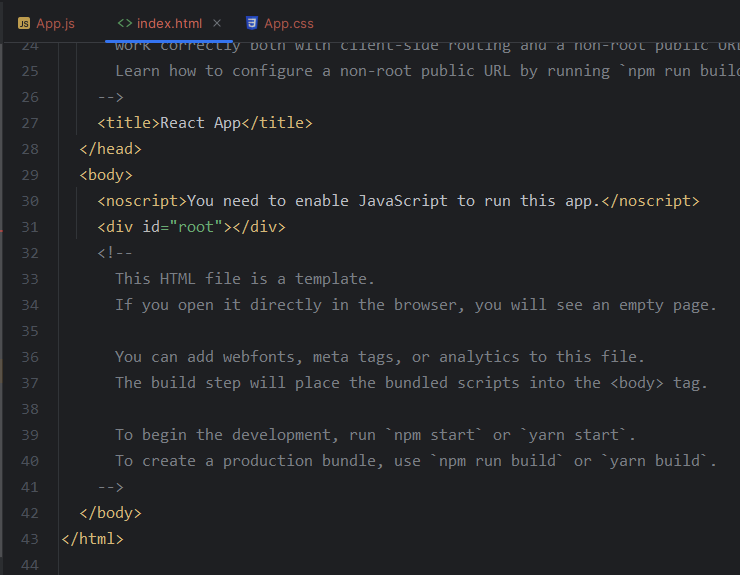 JS App.js <> index.html × 3 App.css
24 work correctly both with client-side routing and a non-root public URL
25 Learn how to configure a non-root public URL by running `npm run build
26 -->
27 <title>React App</title>
28 </head>
29 <body>
30 <noscript>You need to enable JavaScript to run this app.</noscript>
31 <div id="root"></div>
32 <!--
33 This HTML file is a template.
34 If you open it directly in the browser, you will see an empty page.
35
36 You can add webfonts, meta tags, or analytics to this file.
37 The build step will place the bundled scripts into the <body> tag.
38
39 To begin the development, run `npm start` or `yarn start`.
40 To create a production bundle, use `npm run build` or `yarn build`.
41 -->
42 </body>
43 </html>
44